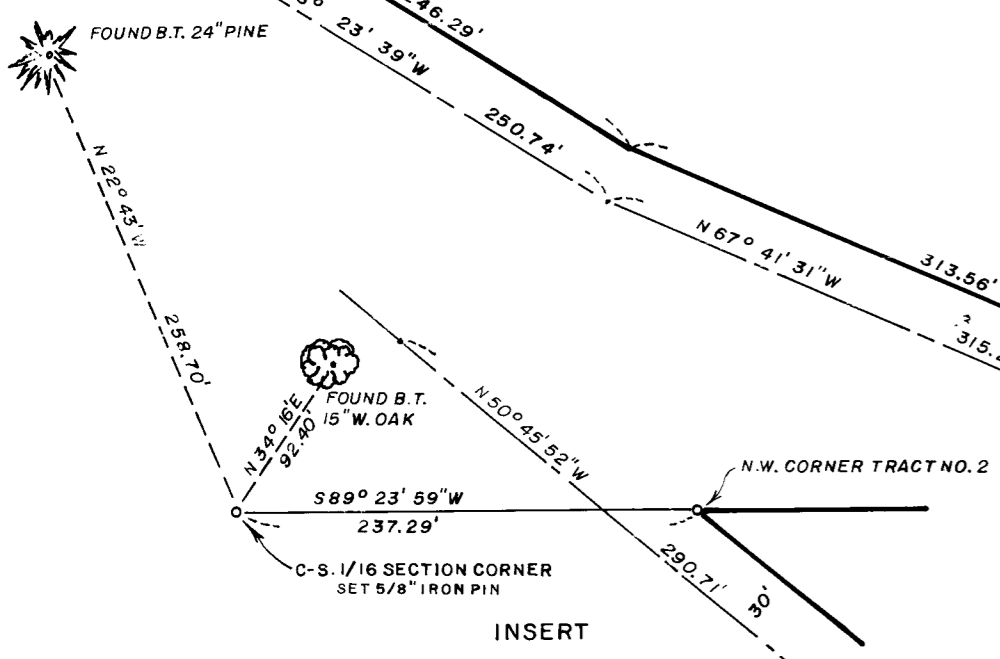 FOUND B.T. 24" PINE
46.29'
° 23' 39" W
250.74'
N 67° 41' 31" W
313.56'
315.
N 22° 43' W
258.70'
FOUND B.T.
15" W. OAK
N 34° 16' E
92.40'
N 50° 45' 52" W
290.71'
30'
N.W. CORNER TRACT NO. 2
S 89° 23' 59" W
237.29'
C-S. 1/16 SECTION CORNER
SET 5/8" IRON PIN
INSERT